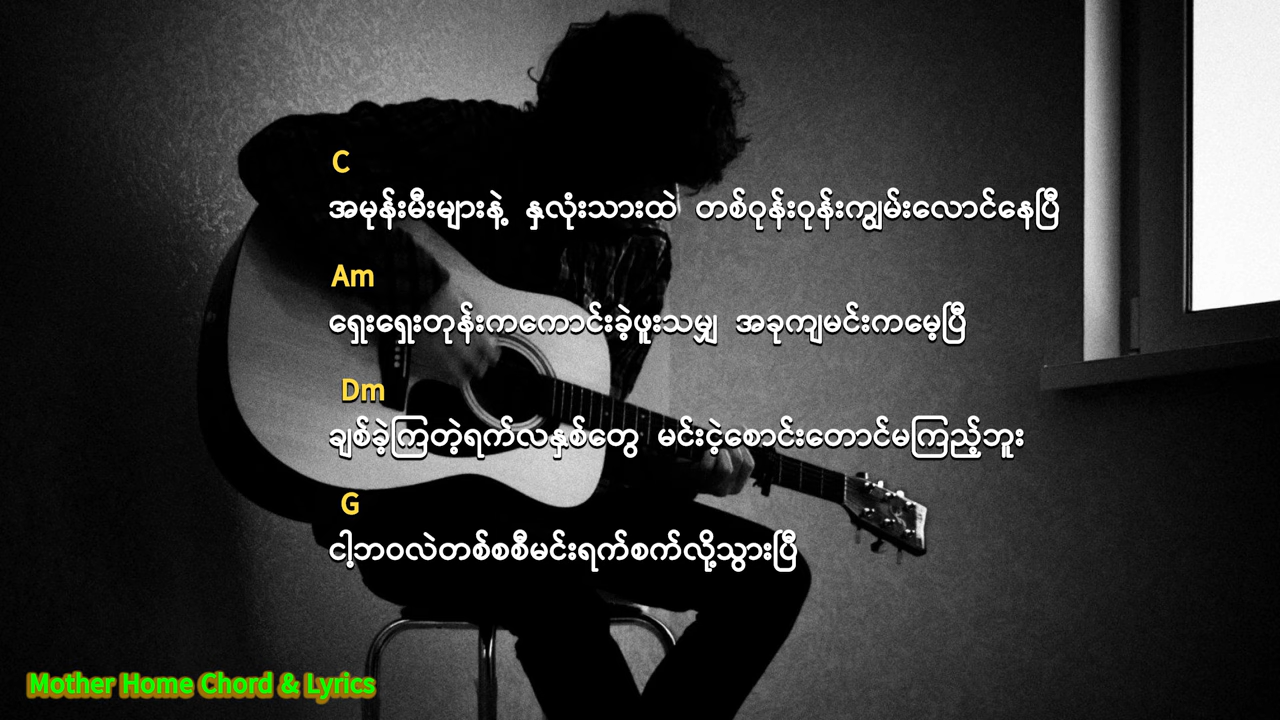 C
အမုန်းမီးများနဲ့ နှလုံးသားထဲ တစ်ဝုန်းဝုန်းကျွမ်းလောင်နေပြီ
Am
ရှေးရှေးတုန်းကကောင်းခဲ့ဖူးသမျှ အခုကျမင်းကမေ့ပြီ
Dm
ချစ်ခဲ့ကြတဲ့ရက်လနှစ်တွေ မင်းငဲ့စောင်းတောင်မကြည့်ဘူး
G
ငါ့ဘဝလဲတစ်စစီမင်းရက်စက်လို့သွားပြီ
Mother Home Chord & Lyrics